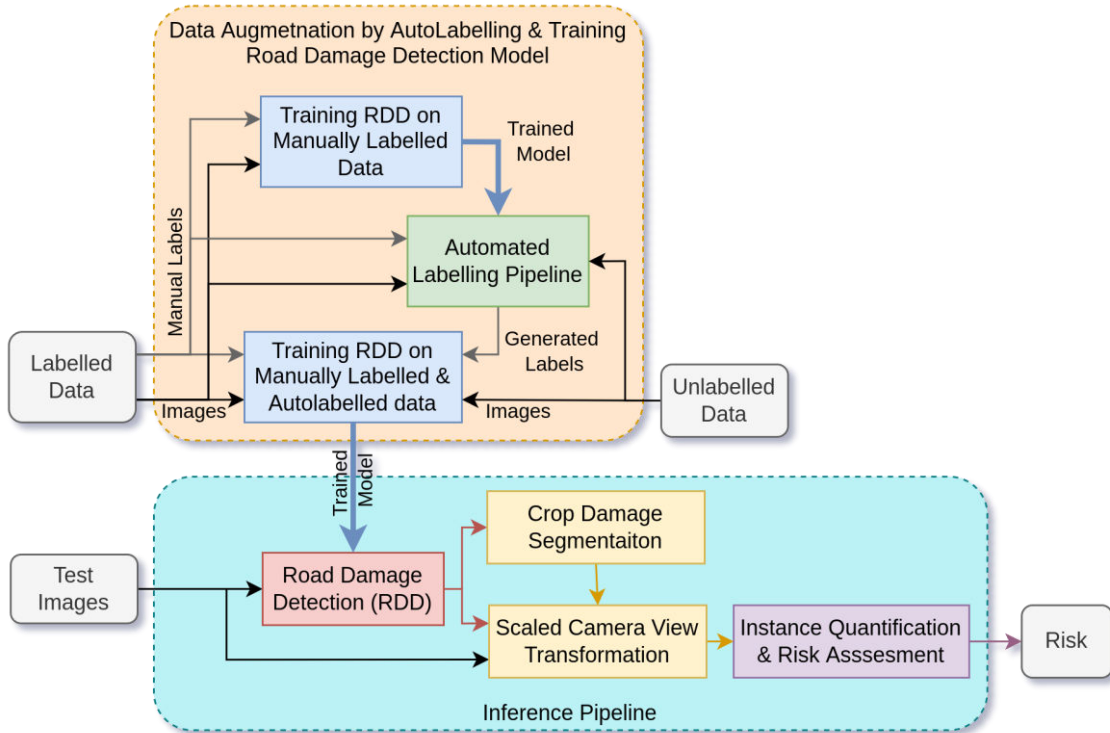 Data Augmetnation by AutoLabelling & Training
Road Damage Detection Model
Training RDD on
Manually Labelled
Data
Trained
Model
Manual Labels
Automated
Labelling Pipeline
Generated
Labels
Labelled
Data
Training RDD on
Manually Labelled &
Autolabelled data
Images
Images
Unlabelled
Data
Trained
Model
Crop Damage
Segmentaiton
Test
Images
Road Damage
Detection (RDD)
Scaled Camera View
Transformation
Instance Quantification
& Risk Asssesment
Risk
Inference Pipeline